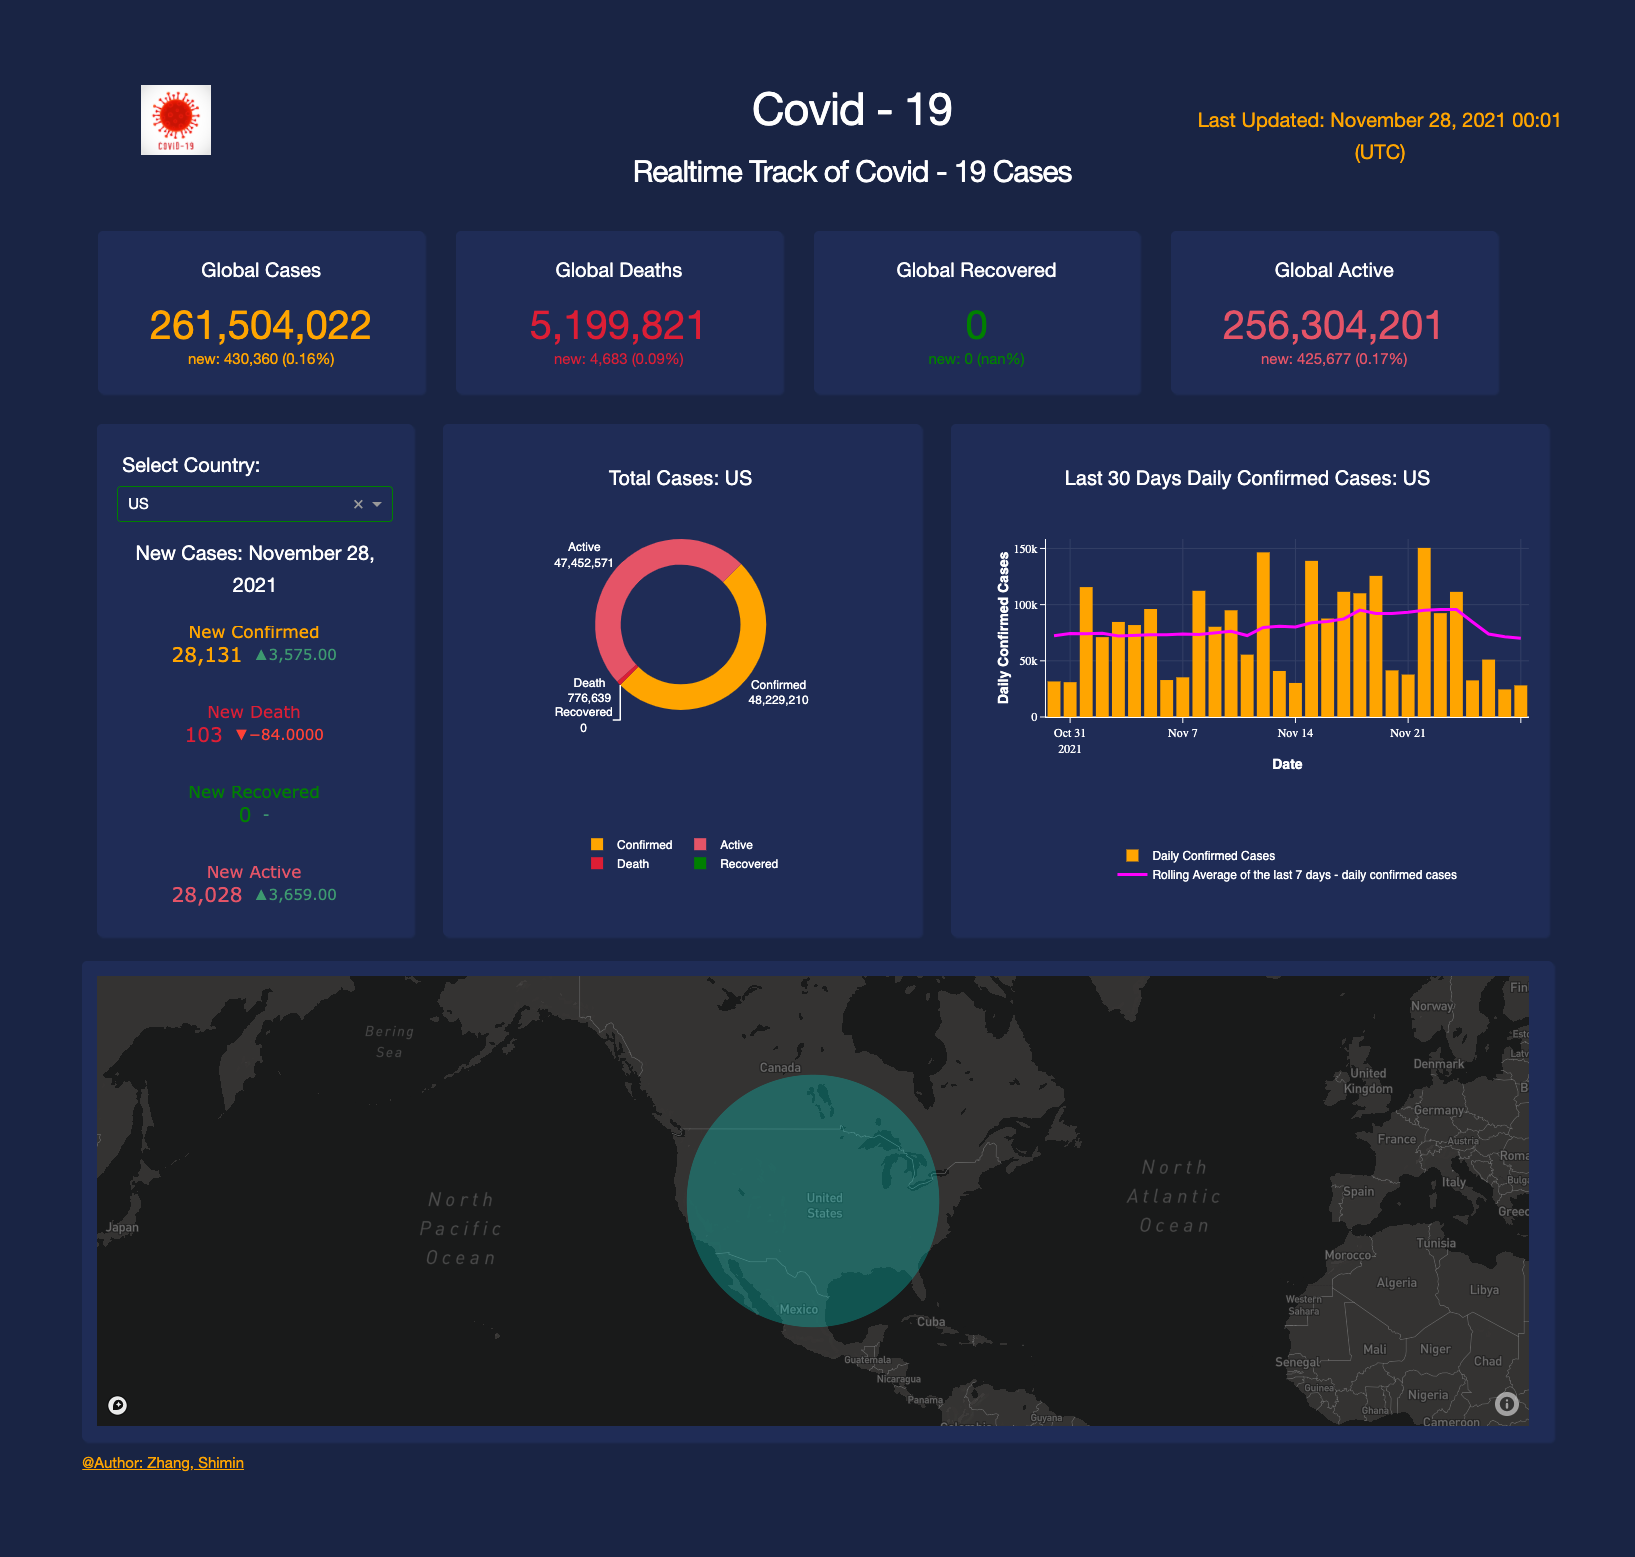 COVID-19
Covid - 19
Realtime Track of Covid - 19 Cases
Last Updated: November 28, 2021 00:01
(UTC)
Global Cases
261,504,022
new: 430,360 (0.16%)
Global Deaths
5,199,821
new: 4,683 (0.09%)
Global Recovered
0
new: 0 (nan%)
Global Active
256,304,201
new: 425,677 (0.17%)
Select Country:
US × 
New Cases: November 28,
2021
New Confirmed
28,131 ▲3,575.00
New Death
103 ▼−84.0000
New Recovered
0 -
New Active
28,028 ▲3,659.00
Total Cases: US
Active
47,452,571
Death
776,639
Recovered
0
Confirmed
48,229,210
Confirmed
Active
Death
Recovered
Last 30 Days Daily Confirmed Cases: US
Daily Confirmed Cases
150k
100k
50k
0
Oct 31
2021
Nov 7
Nov 14
Nov 21
Date
Daily Confirmed Cases
Rolling Average of the last 7 days - daily confirmed cases
Bering
Sea
Canada
Norway
Fin
Esto
Latv
Denmark
United
Kingdom
B
Germany
France
Austria
Roma
Spain
Italy
Bulga
Greec
North
Pacific
Ocean
North
Atlantic
Ocean
United
States
Japan
Mexico
Cuba
Guatemala
Nicaragua
Panama
Guyana
Colombia
Tunisia
Morocco
Algeria
Libya
Western
Sahara
Mali
Niger
Chad
Senegal
Guinea
Nigeria
Ghana
Cameroon
@Author: Zhang, Shimin